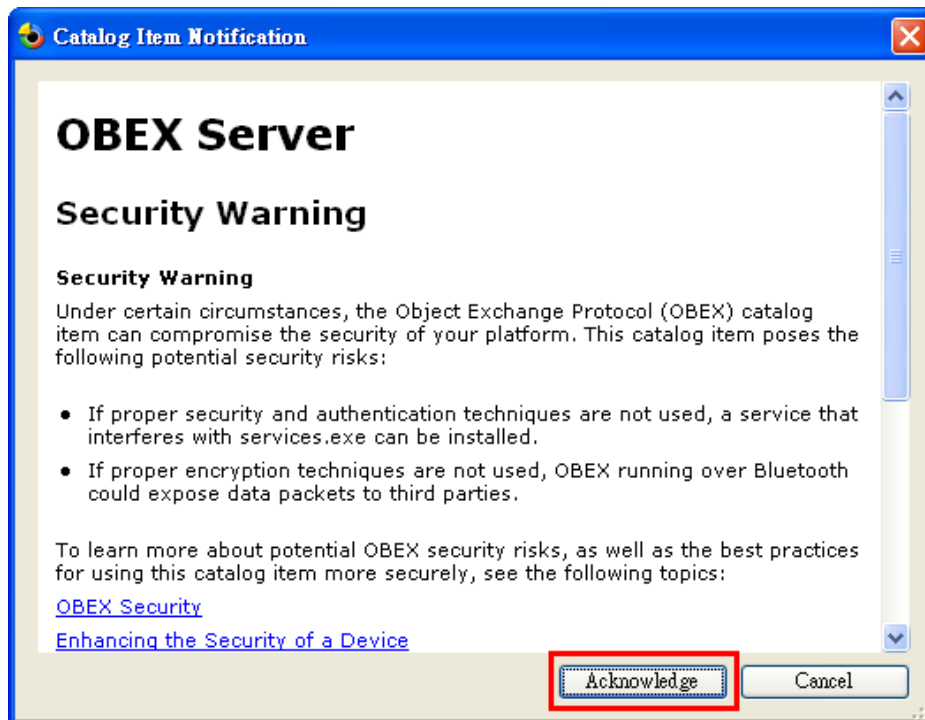 Catalog Item Notification
OBEX Server
Security Warning
Security Warning
Under certain circumstances, the Object Exchange Protocol (OBEX) catalog
item can compromise the security of your platform. This catalog item poses the
following potential security risks:
● If proper security and authentication techniques are not used, a service that
interferes with services.exe can be installed.
● If proper encryption techniques are not used, OBEX running over Bluetooth
could expose data packets to third parties.
To learn more about potential OBEX security risks, as well as the best practices
for using this catalog item more securely, see the following topics:
OBEX Security
Enhancing the Security of a Device
Acknowledge Cancel